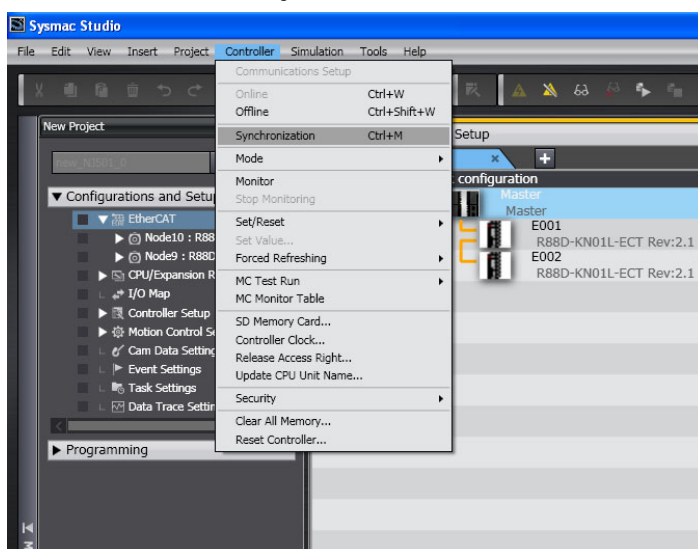 Sysmac Studio
File Edit View Insert Project Controller Simulation Tools Help
Communications Setup
Online Ctrl+W
Offline Ctrl+Shift+W
Synchronization Ctrl+M
Mode
Monitor
Stop Monitoring
Set/Reset
Set Value...
Forced Refreshing
MC Test Run
MC Monitor Table
SD Memory Card...
Controller Clock...
Release Access Right...
Update CPU Unit Name...
Security
Clear All Memory...
Reset Controller...
New Project
new_NJ501_0
Configurations and Setu
EtherCAT
Node10 : R88
Node9 : R88D
CPU/Expansion R
I/O Map
Controller Setup
Motion Control Se
Cam Data Setting
Event Settings
Task Settings
Data Trace Settin
Programming
Setup
configuration
Master
Master
E001
R88D-KN01L-ECT Rev:2.1
E002
R88D-KN01L-ECT Rev:2.1